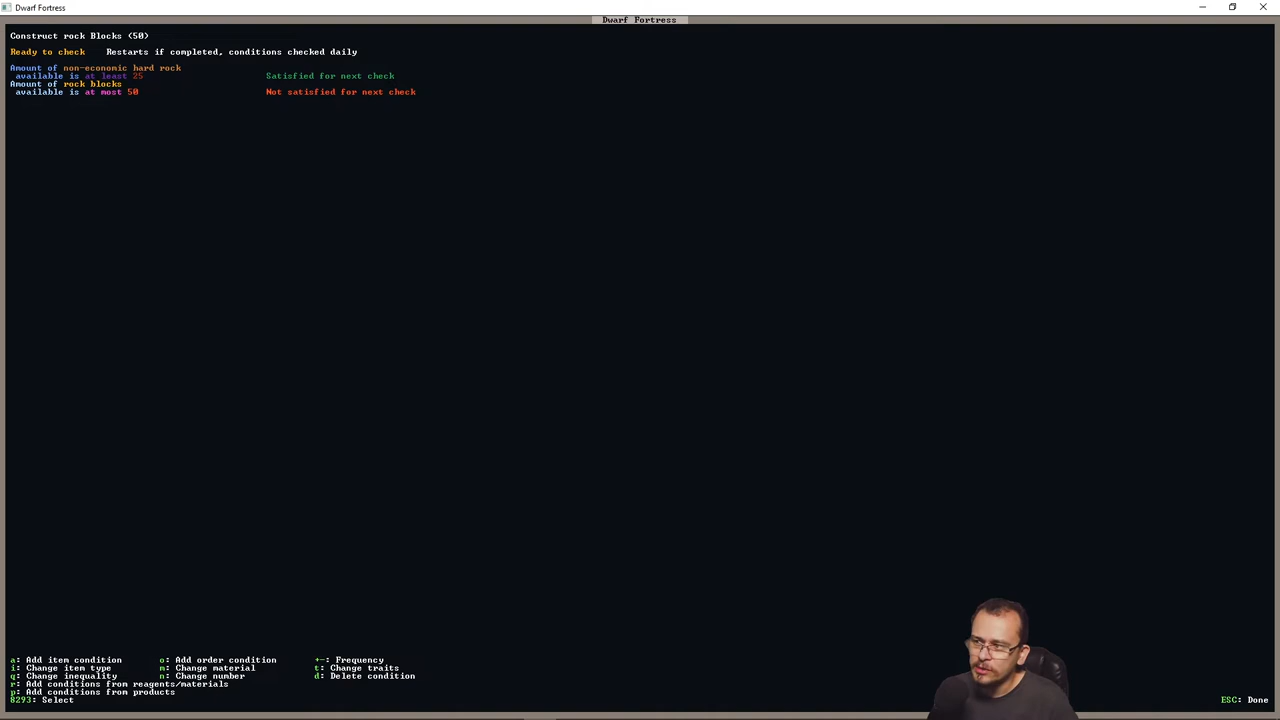 Dwarf Fortress
Dwarf Fortress
Construct rock Blocks (50)
Ready to check Restarts if completed, conditions checked daily
Amount of non-economic hard rock
available is at least 25 Satisfied for next check
Amount of rock blocks
available is at most 50 Not satisfied for next check
a: Add item condition o: Add order condition +-: Frequency
i: Change item type m: Change material t: Change traits
q: Change inequality n: Change number d: Delete condition
r: Add conditions from reagents/materials
p: Add conditions from products
8293: Select ESC: Done